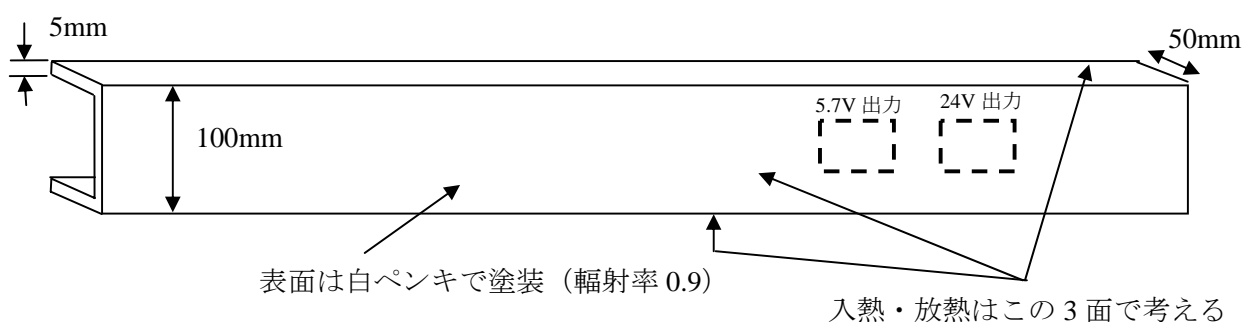 5mm
50mm
5.7V 出力
24V 出力
100mm
表面は白ペンキで塗装（輻射率 0.9）
入熱・放熱はこの 3 面で考える